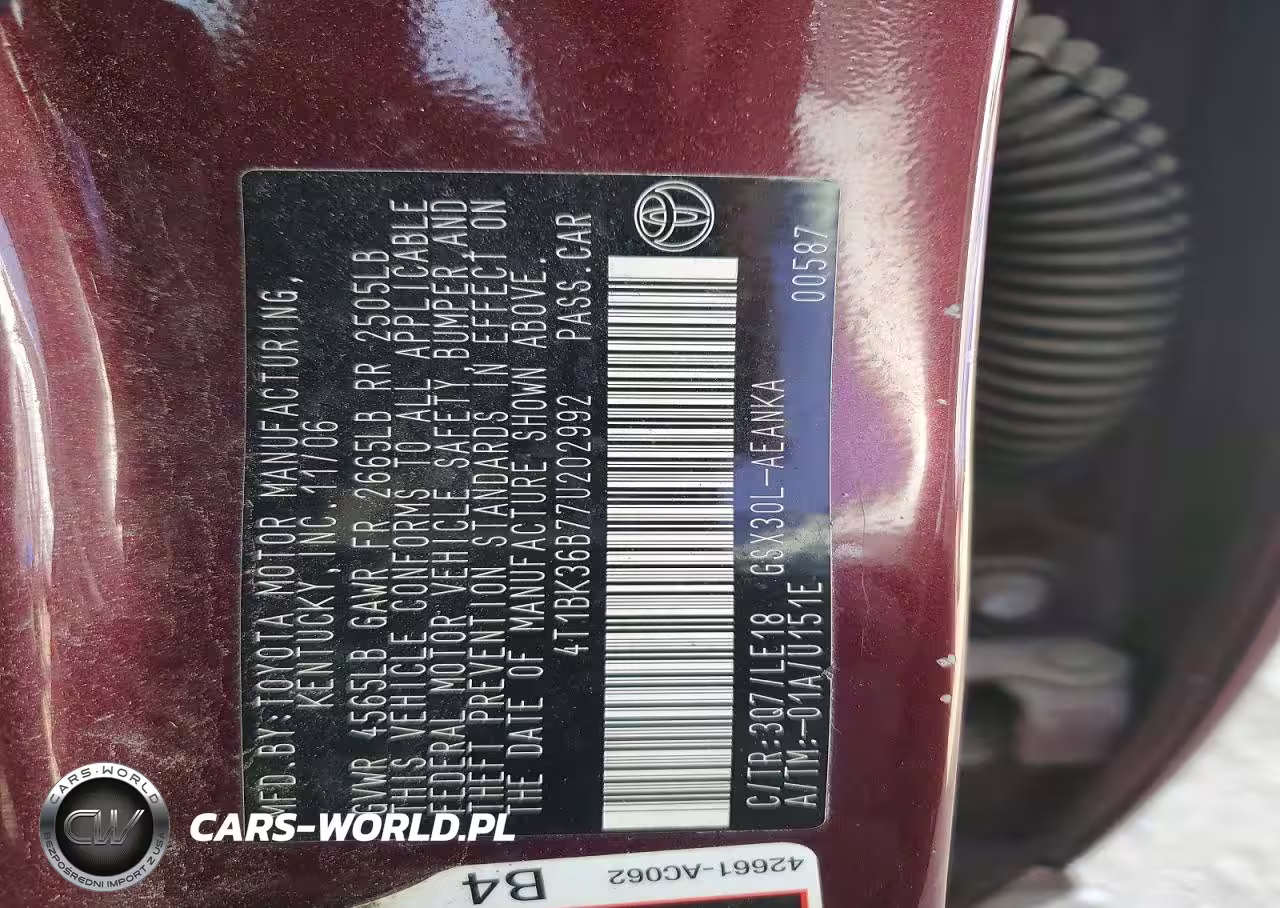 MFD.BY:TOYOTA MOTOR MANUFACTURING,
KENTUCKY,INC. 11/06
GVWR 4565LB GAWR FR 2665LB RR 2505LB
THIS VEHICLE CONFORMS TO ALL APPLICABLE
FEDERAL MOTOR VEHICLE SAFETY,BUMPER,AND
THEFT PREVENTION STANDARDS IN EFFECT ON
THE DATE OF MANUFACTURE SHOWN ABOVE.
4T1BK36B77U202992 PASS.CAR
C/TR:3Q7/LE18 GSX30L-AEANKA 00587
A/TM:-01A/U151E
42661-AC062
B4
CARS-WORLD
CW
BEZPOŚREDNI IMPORT Z USA
CARS-WORLD.PL